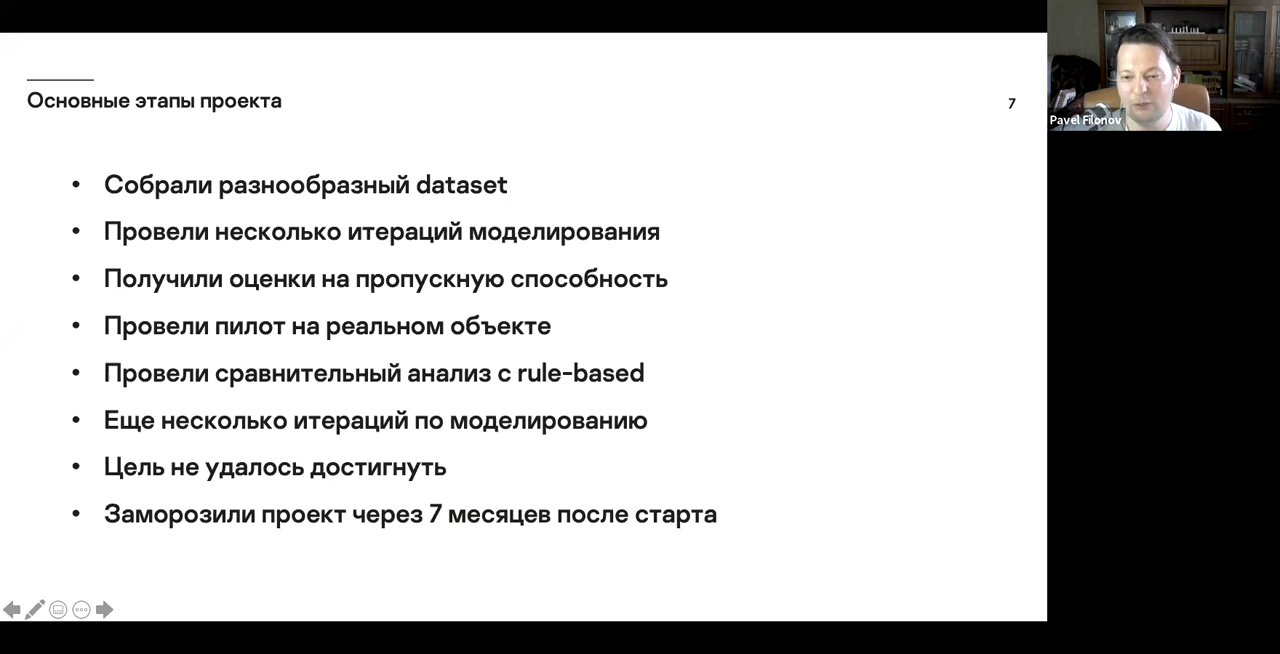 Основные этапы проекта
7
Pavel Filonov
• Собрали разнообразный dataset
• Провели несколько итераций моделирования
• Получили оценки на пропускную способность
• Провели пилот на реальном объекте
• Провели сравнительный анализ с rule-based
• Еще несколько итераций по моделированию
• Цель не удалось достигнуть
• Заморозили проект через 7 месяцев после старта